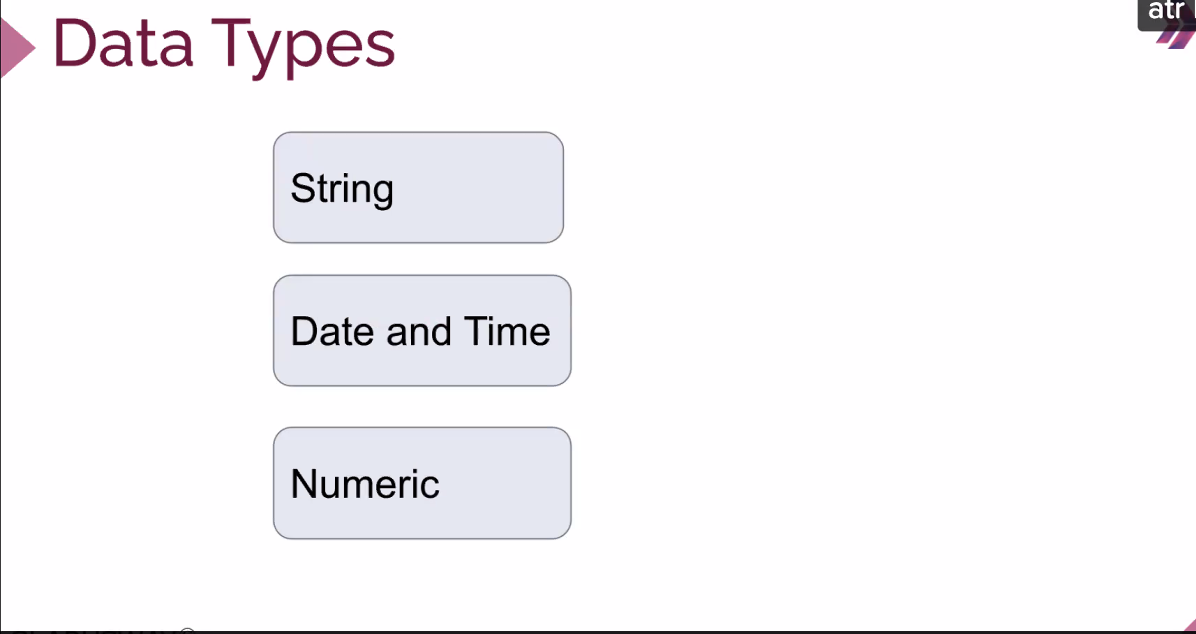 atr
Data Types
String
Date and Time
Numeric